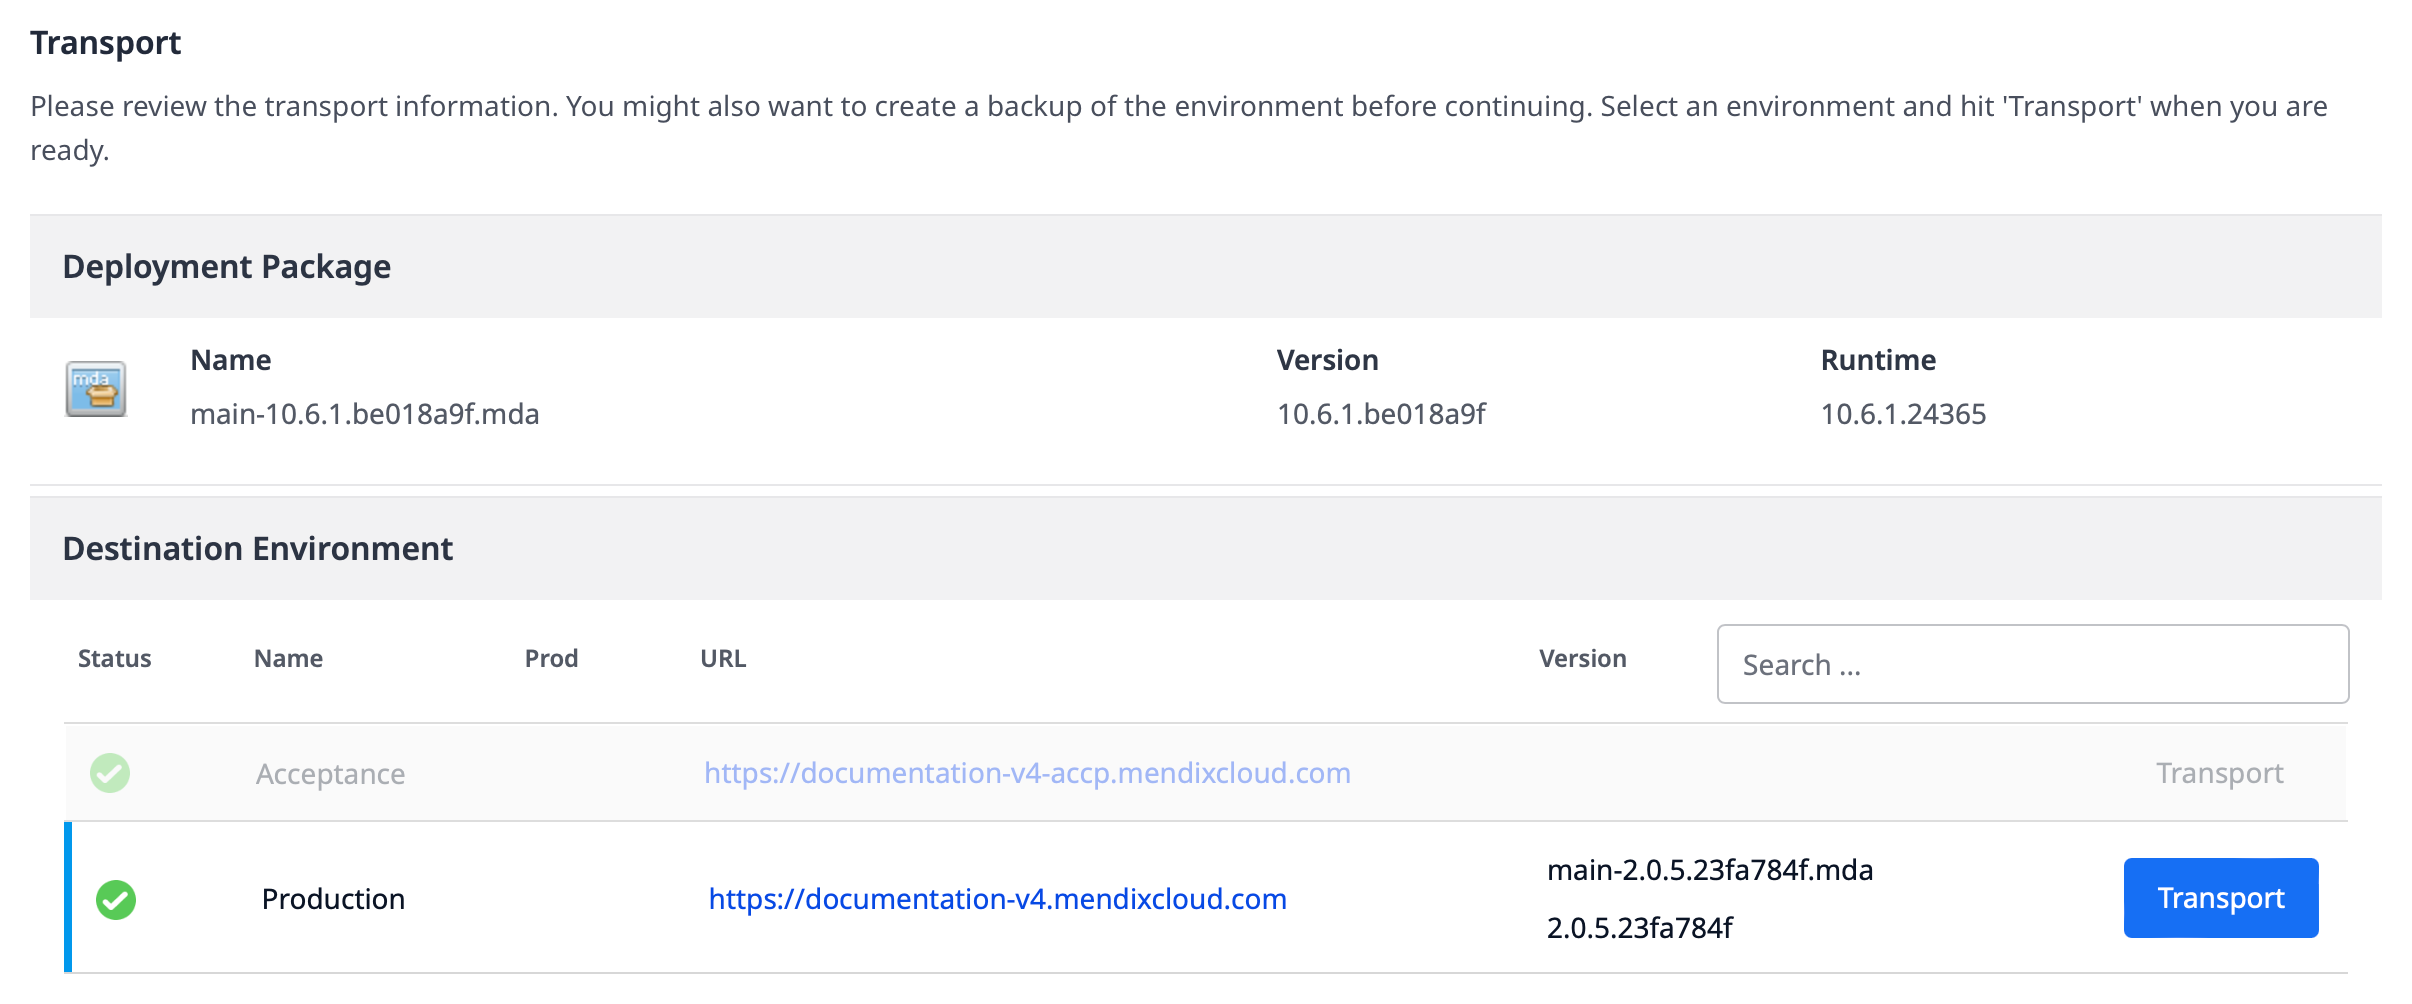 Transport
Please review the transport information. You might also want to create a backup of the environment before continuing. Select an environment and hit 'Transport' when you are
ready.
Deployment Package
mda
Name Version Runtime
main-10.6.1.be018a9f.mda 10.6.1.be018a9f 10.6.1.24365
Destination Environment
Status Name Prod URL Version Search ...
Acceptance https://documentation-v4-accp.mendixcloud.com Transport
Production https://documentation-v4.mendixcloud.com main-2.0.5.23fa784f.mda Transport
2.0.5.23fa784f